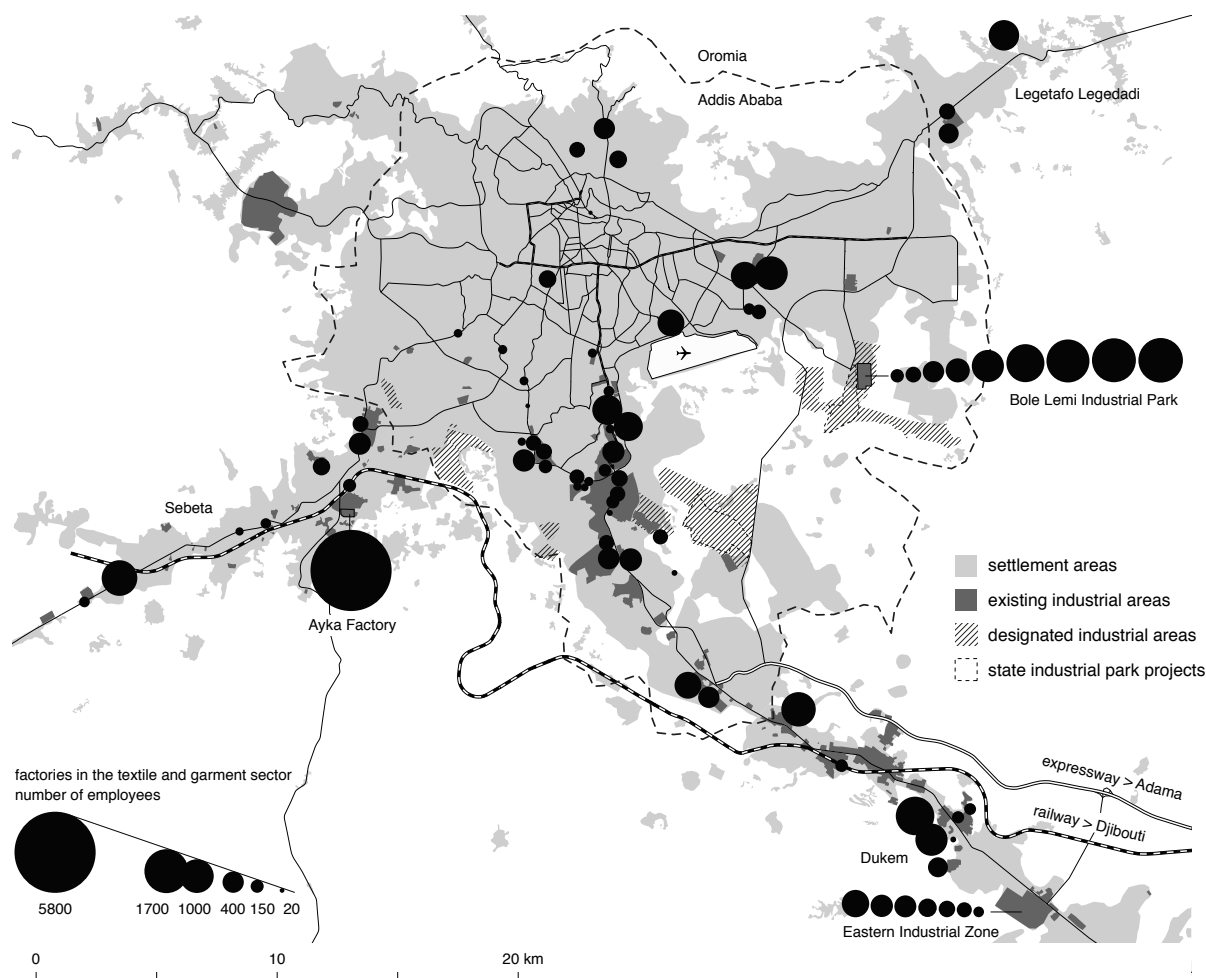 Oromia
Addis Ababa
Legetafo Legedadi
Bole Lemi Industrial Park
Sebeta
Ayka Factory
settlement areas
existing industrial areas
designated industrial areas
state industrial park projects
expressway > Adama
railway > Djibouti
Dukem
Eastern Industrial Zone
factories in the textile and garment sector
number of employees
5800 1700 1000 400 150 20
0 10 20 km